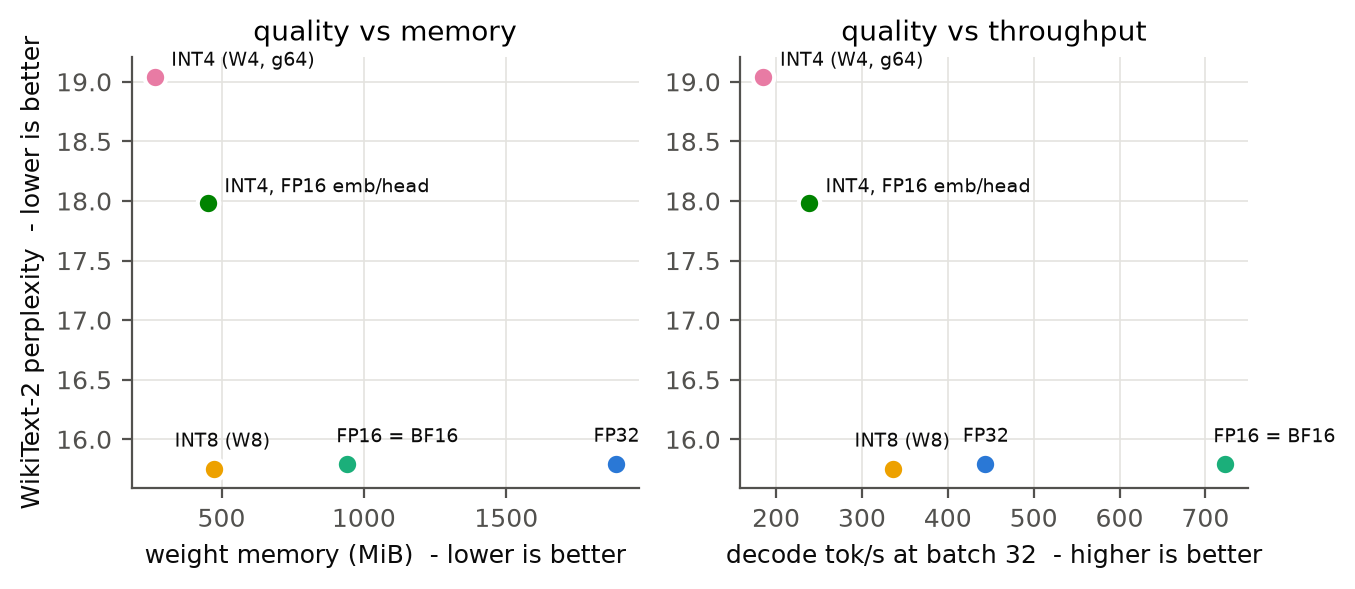 quality vs memory
INT4 (W4, g64)
INT4, FP16 emb/head
INT8 (W8)
FP16 = BF16
FP32
19.0
18.5
18.0
17.5
17.0
16.5
16.0
500
1000
1500
WikiText-2 perplexity - lower is better
weight memory (MiB) - lower is better
quality vs throughput
INT4 (W4, g64)
INT4, FP16 emb/head
INT8 (W8)
FP32
FP16 = BF16
19.0
18.5
18.0
17.5
17.0
16.5
16.0
200
300
400
500
600
700
decode tok/s at batch 32 - higher is better